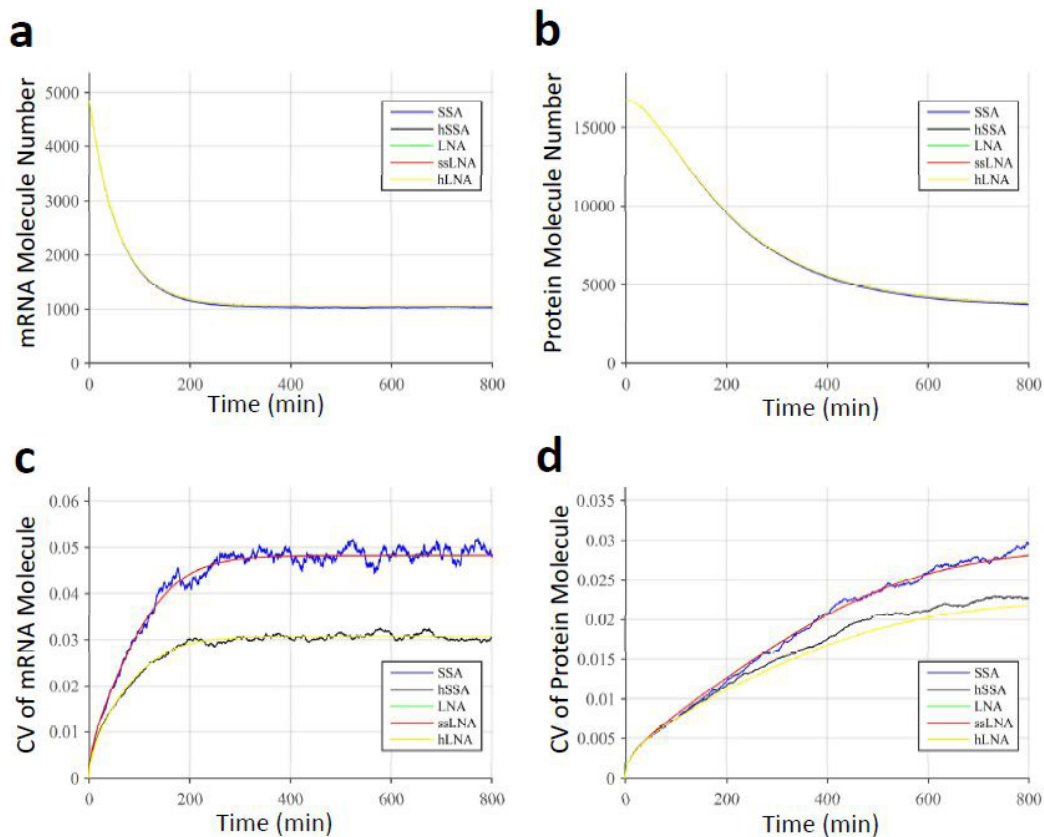 a
mRNA Molecule Number
5000
4000
3000
2000
1000
0
0 200 400 600 800
Time (min)
SSA
hSSA
LNA
ssLNA
hLNA
b
Protein Molecule Number
15000
10000
5000
0
0 200 400 600 800
Time (min)
SSA
hSSA
LNA
ssLNA
hLNA
c
CV of mRNA Molecule
0.06
0.05
0.04
0.03
0.02
0.01
0
0 200 400 600 800
Time (min)
SSA
hSSA
LNA
ssLNA
hLNA
d
CV of Protein Molecule
0.035
0.03
0.025
0.02
0.015
0.01
0.005
0
0 200 400 600 800
Time (min)
SSA
hSSA
LNA
ssLNA
hLNA